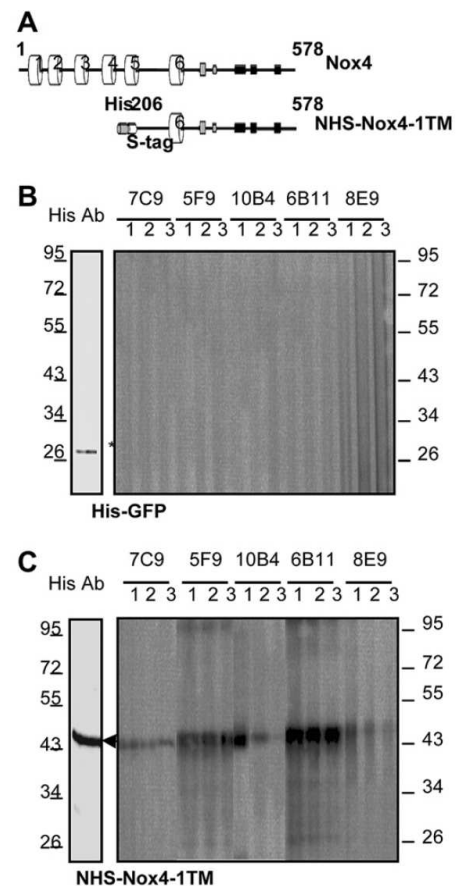 A
1
1 2 3 4 5 6
578 Nox4
His 206
578
6
NHS-Nox4-1TM
S-tag
B
7C9 5F9 10B4 6B11 8E9
His Ab
1 2 3 1 2 3 1 2 3 1 2 3 1 2 3
95 95
72 72
55 55
43 43
34 34
26 * 26
His-GFP
C
7C9 5F9 10B4 6B11 8E9
His Ab
1 2 3 1 2 3 1 2 3 1 2 3 1 2 3
95 95
72 72
55 55
43 43
34 34
26 26
NHS-Nox4-1TM